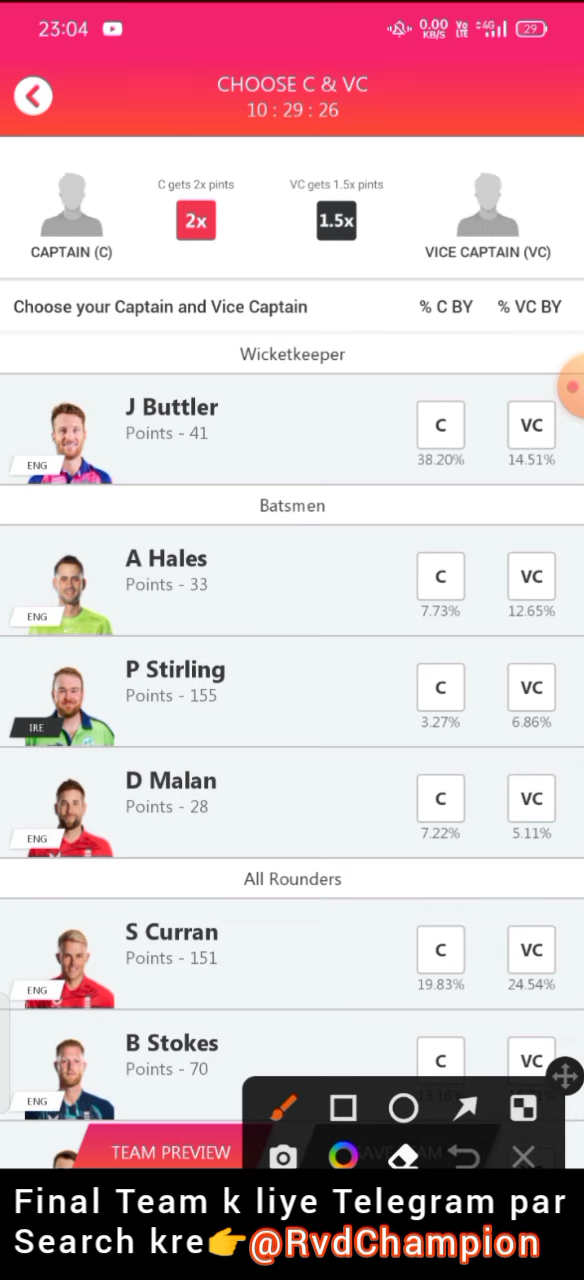 23:04
0.00 KB/S Vo LTE 4G 29
CHOOSE C & VC
10 : 29 : 26
C gets 2x pints
VC gets 1.5x pints
2x
1.5x
CAPTAIN (C)
VICE CAPTAIN (VC)
Choose your Captain and Vice Captain % C BY % VC BY
Wicketkeeper
J Buttler
Points - 41
C VC
ENG
38.20% 14.51%
Batsmen
A Hales
Points - 33
C VC
ENG
7.73% 12.65%
P Stirling
Points - 155
C VC
IRE
3.27% 6.86%
D Malan
Points - 28
C VC
ENG
7.22% 5.11%
All Rounders
S Curran
Points - 151
C VC
ENG
19.83% 24.54%
B Stokes
Points - 70
C VC
ENG
TEAM PREVIEW
Final Team k liye Telegram par
Search kre👉@RvdChampion